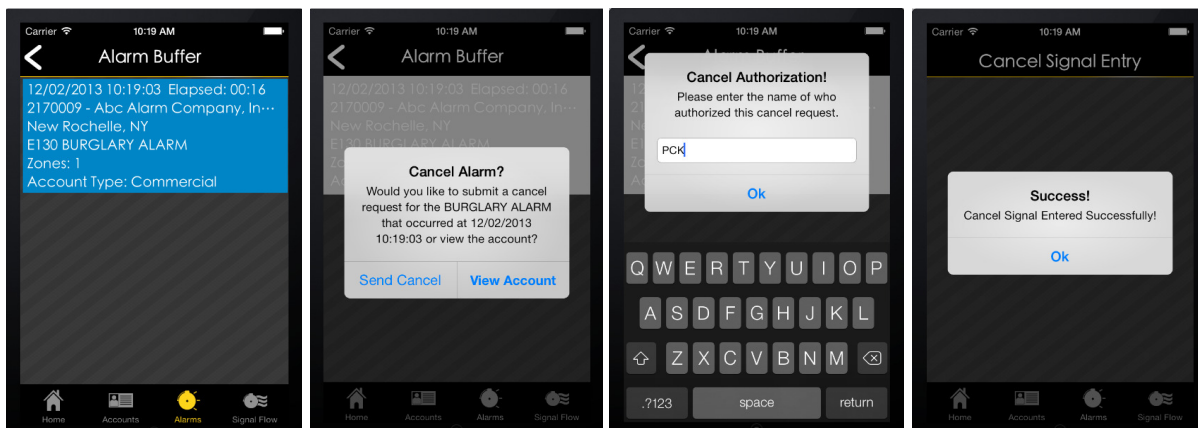 Carrier 10:19 AM
Alarm Buffer
12/02/2013 10:19:03 Elapsed: 00:16
2170009 - Abc Alarm Company, In···
New Rochelle, NY
E130 BURGLARY ALARM
Zones: 1
Account Type: Commercial
Home Accounts Alarms Signal Flow
Carrier 10:19 AM
Alarm Buffer
12/02/2013 10:19:03 Elapsed: 00:16
2170009 - Abc Alarm Company, In···
New Rochelle, NY
E130 BURGLARY ALARM
Cancel Alarm?
Would you like to submit a cancel
request for the BURGLARY ALARM
that occurred at 12/02/2013
10:19:03 or view the account?
Send Cancel View Account
Home Accounts Alarms Signal Flow
Carrier 10:19 AM
Alarm Buffer
Cancel Authorization!
Please enter the name of who
authorized this cancel request.
PCK
Ok
Q W E R T Y U I O P
A S D F G H J K L
Z X C V B N M
.?123 space return
Carrier 10:19 AM
Cancel Signal Entry
Success!
Cancel Signal Entered Successfully!
Ok
Home Accounts Alarms Signal Flow